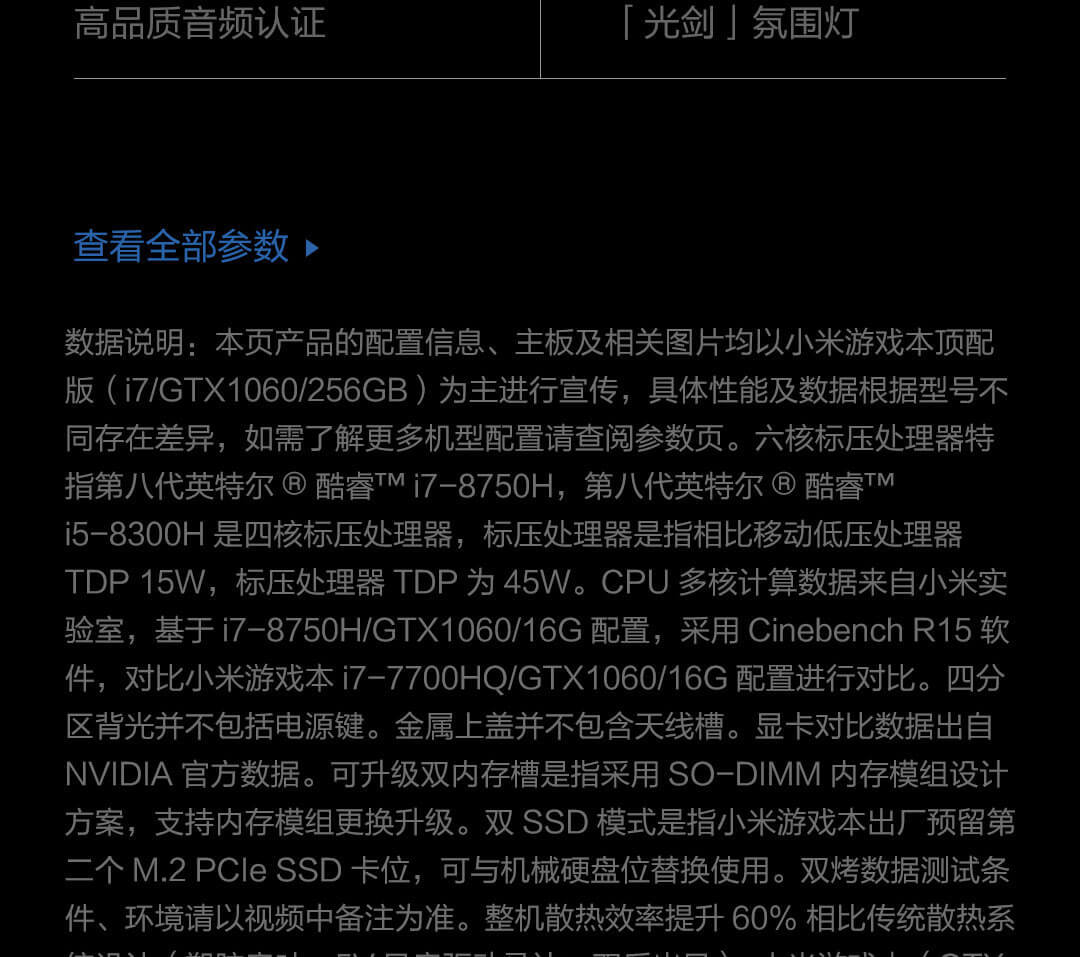 高品质音频认证
「光剑」氛围灯
查看全部参数
数据说明：本页产品的配置信息、主板及相关图片均以小米游戏本顶配
版（i7/GTX1060/256GB）为主进行宣传，具体性能及数据根据型号不
同存在差异，如需了解更多机型配置请查阅参数页。六核标压处理器特
指第八代英特尔 ® 酷睿™ i7-8750H，第八代英特尔 ® 酷睿™
i5-8300H 是四核标压处理器，标压处理器是指相比移动低压处理器
TDP 15W，标压处理器 TDP 为 45W。CPU 多核计算数据来自小米实
验室，基于 i7-8750H/GTX1060/16G 配置，采用 Cinebench R15 软
件，对比小米游戏本 i7-7700HQ/GTX1060/16G 配置进行对比。四分
区背光并不包括电源键。金属上盖并不包含天线槽。显卡对比数据出自
NVIDIA 官方数据。可升级双内存槽是指采用 SO-DIMM 内存模组设计
方案，支持内存模组更换升级。双 SSD 模式是指小米游戏本出厂预留第
二个 M.2 PCIe SSD 卡位，可与机械硬盘位替换使用。双烤数据测试条
件、环境请以视频中备注为准。整机散热效率提升 60% 相比传统散热系